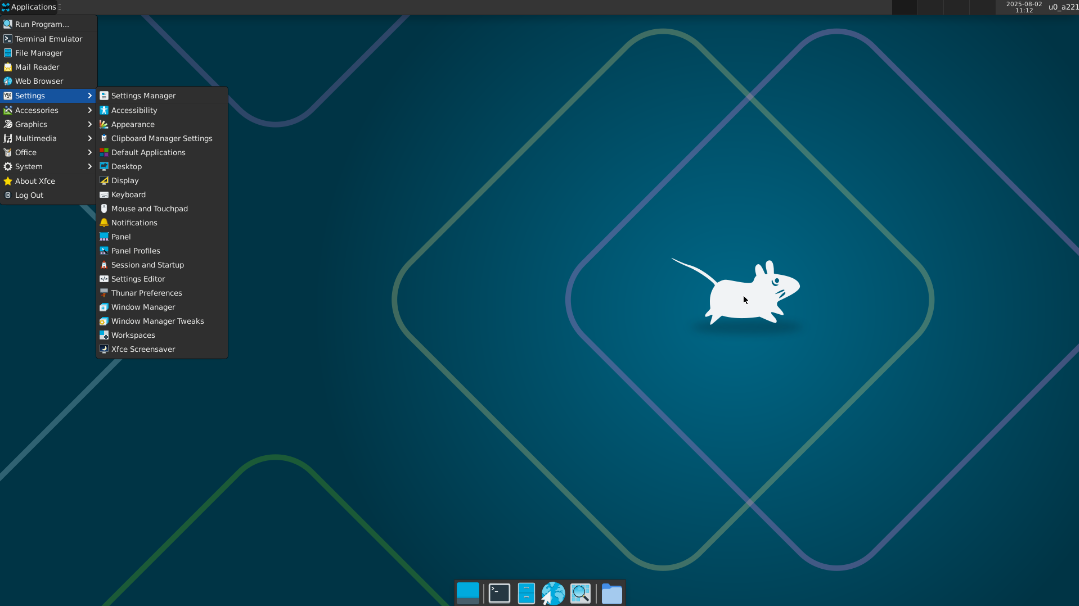 Applications
2025-08-02
11:12
u0_a221
Run Program...
Terminal Emulator
File Manager
Mail Reader
Web Browser
Settings
Accessories
Graphics
Multimedia
Office
System
About Xfce
Log Out
Settings Manager
Accessibility
Appearance
Clipboard Manager Settings
Default Applications
Desktop
Display
Keyboard
Mouse and Touchpad
Notifications
Panel
Panel Profiles
Session and Startup
Settings Editor
Thunar Preferences
Window Manager
Window Manager Tweaks
Workspaces
Xfce Screensaver